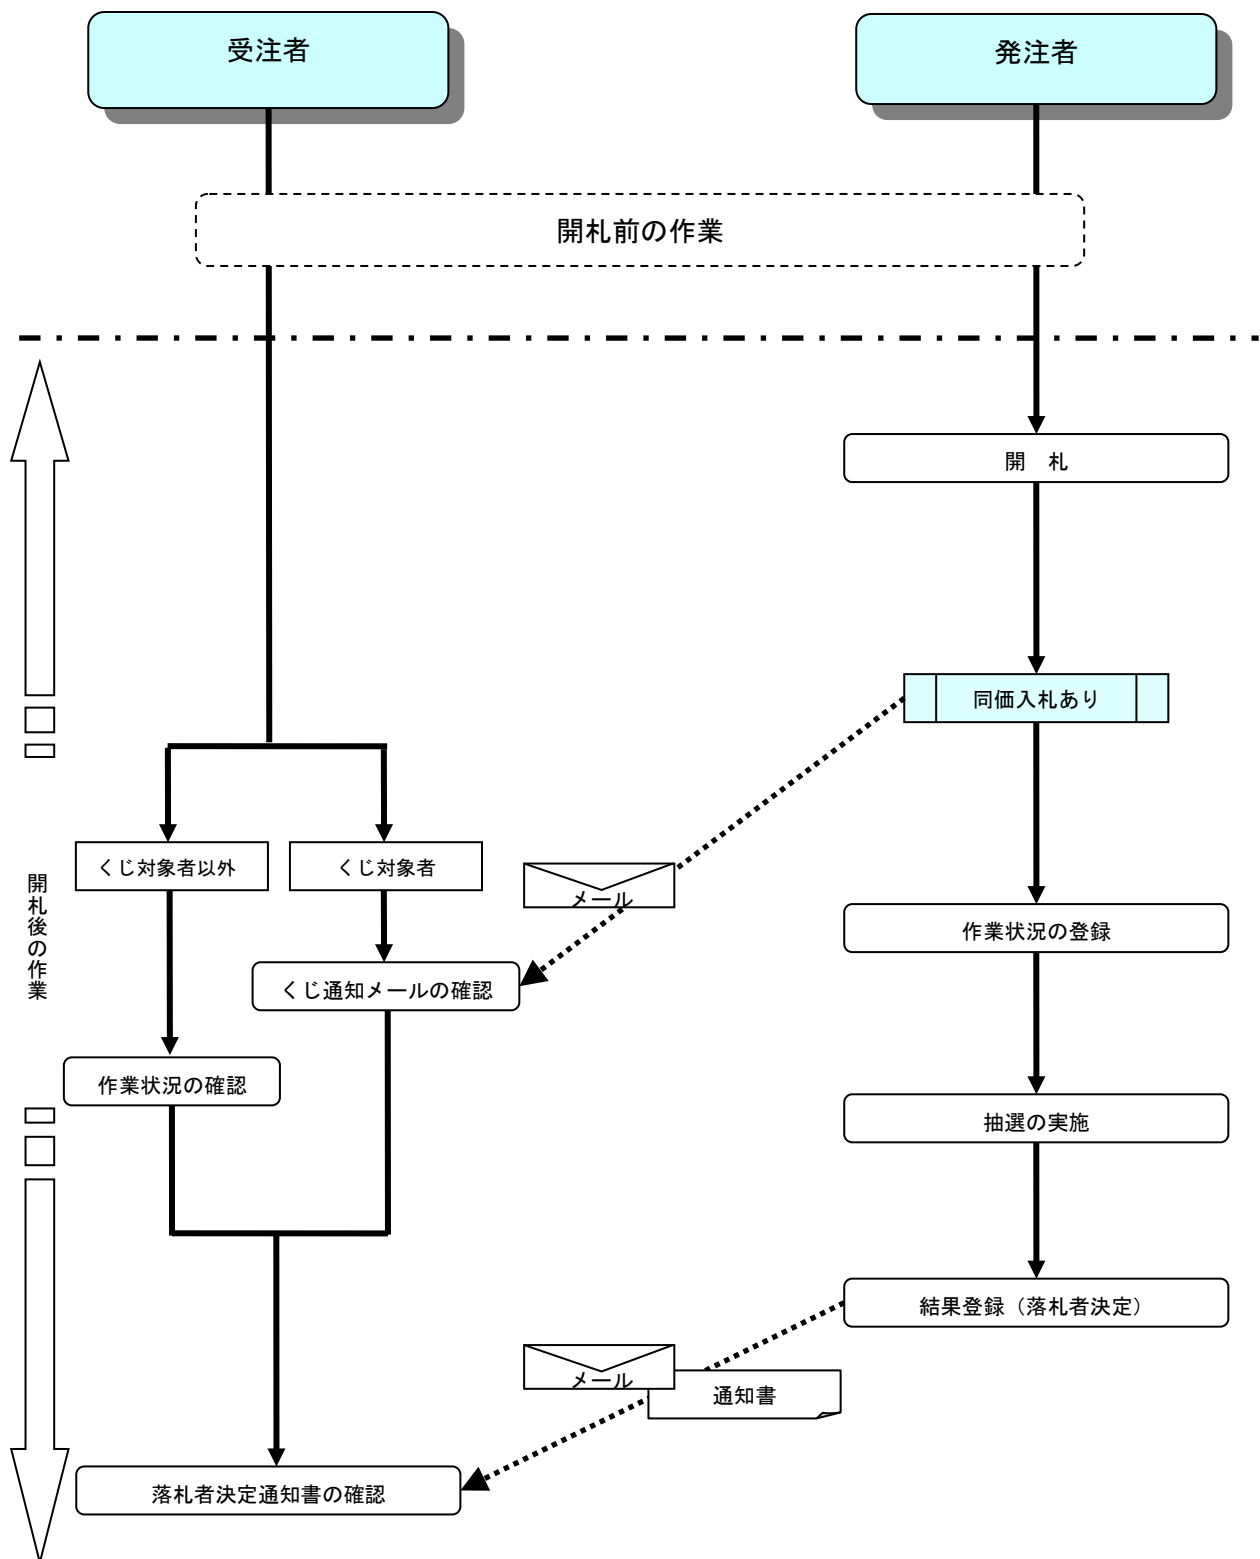 受注者
発注者
開札前の作業
開　札
同価入札あり
くじ対象者以外
くじ対象者
メール
開札後の作業
作業状況の登録
くじ通知メールの確認
作業状況の確認
抽選の実施
結果登録（落札者決定）
メール
通知書
落札者決定通知書の確認